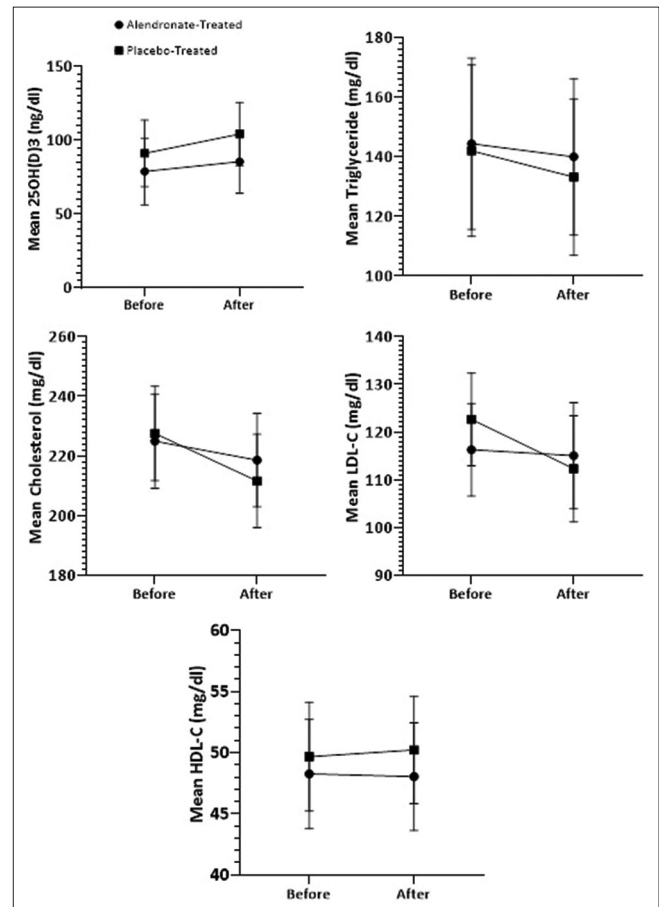 Alendronate-Treated
Placebo-Treated
Mean 25OH(D)3 (ng/dl)
150
100
50
0
Before After
Mean Triglyceride (mg/dl)
180
160
140
120
100
Before After
Mean Cholesterol (mg/dl)
260
240
220
200
180
Before After
Mean LDL-C (mg/dl)
140
130
120
110
100
90
Before After
Mean HDL-C (mg/dl)
60
55
50
45
40
Before After